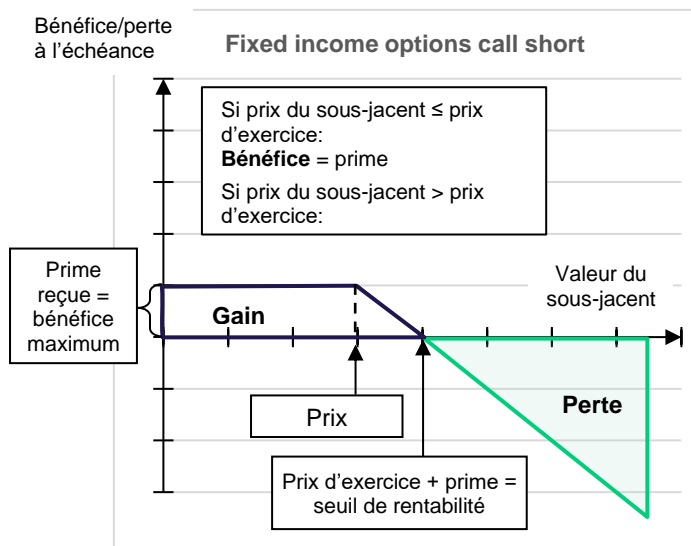 Bénéfice/perte
à l'échéance
Fixed income options call short
Si prix du sous-jacent ≤ prix
d'exercice:
Bénéfice = prime
Si prix du sous-jacent > prix
d'exercice:
Prime
reçue =
bénéfice
maximum
Valeur du
sous-jacent
Gain
Perte
Prix
Prix d'exercice + prime =
seuil de rentabilité